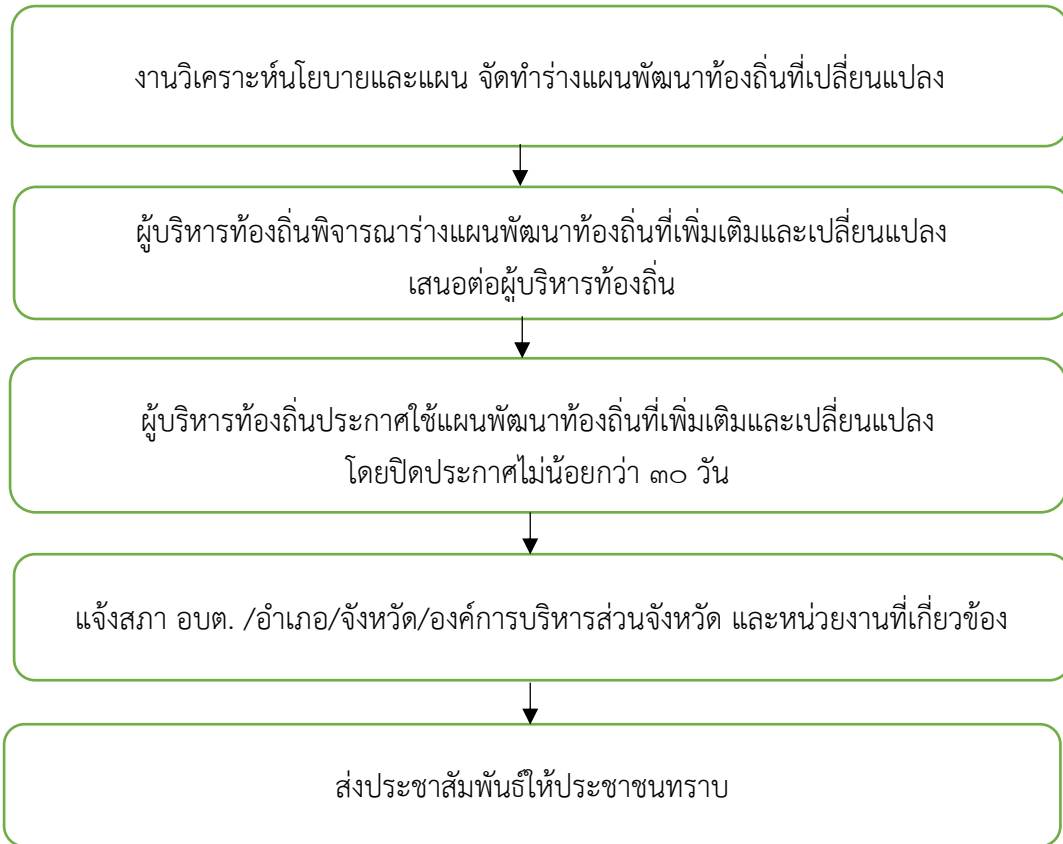 งานวิเคราะห์นโยบายและแผน จัดทำร่างแผนพัฒนาท้องถิ่นที่เปลี่ยนแปลง
ผู้บริหารท้องถิ่นพิจารณาร่างแผนพัฒนาท้องถิ่นที่เพิ่มเติมและเปลี่ยนแปลง
เสนอต่อผู้บริหารท้องถิ่น
ผู้บริหารท้องถิ่นประกาศใช้แผนพัฒนาท้องถิ่นที่เพิ่มเติมและเปลี่ยนแปลง
โดยปิดประกาศไม่น้อยกว่า ๓๐ วัน
แจ้งสภา อบต. /อำเภอ/จังหวัด/องค์การบริหารส่วนจังหวัด และหน่วยงานที่เกี่ยวข้อง
ส่งประชาสัมพันธ์ให้ประชาชนทราบ